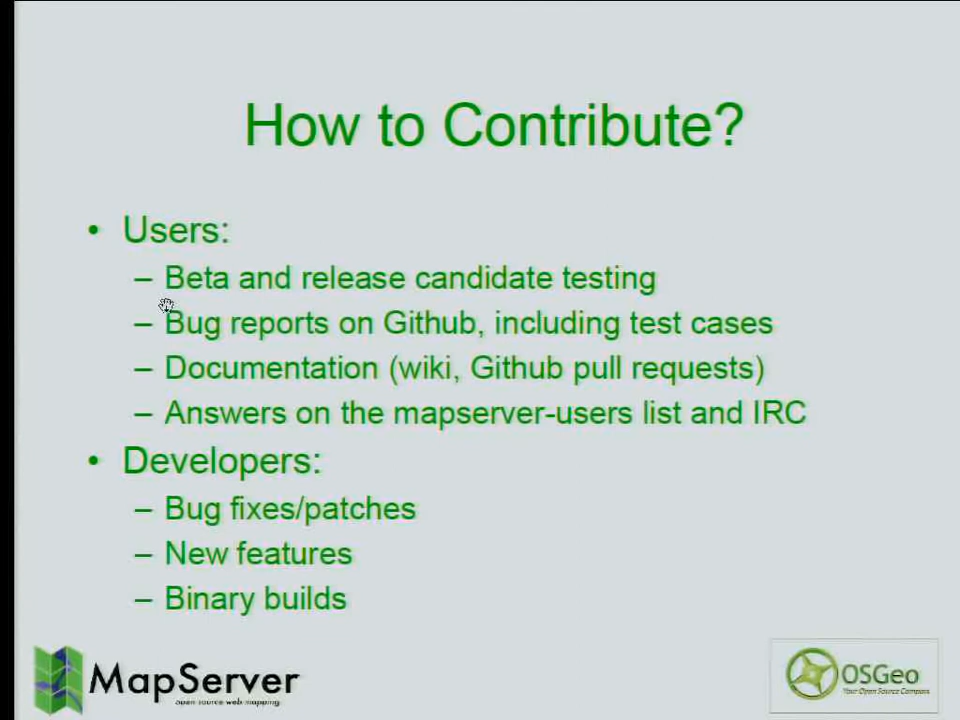 How to Contribute?
• Users:
– Beta and release candidate testing
– Bug reports on Github, including test cases
– Documentation (wiki, Github pull requests)
– Answers on the mapserver-users list and IRC
• Developers:
– Bug fixes/patches
– New features
– Binary builds
MapServer
open source web mapping
OSGeo
Your Open Source Compass